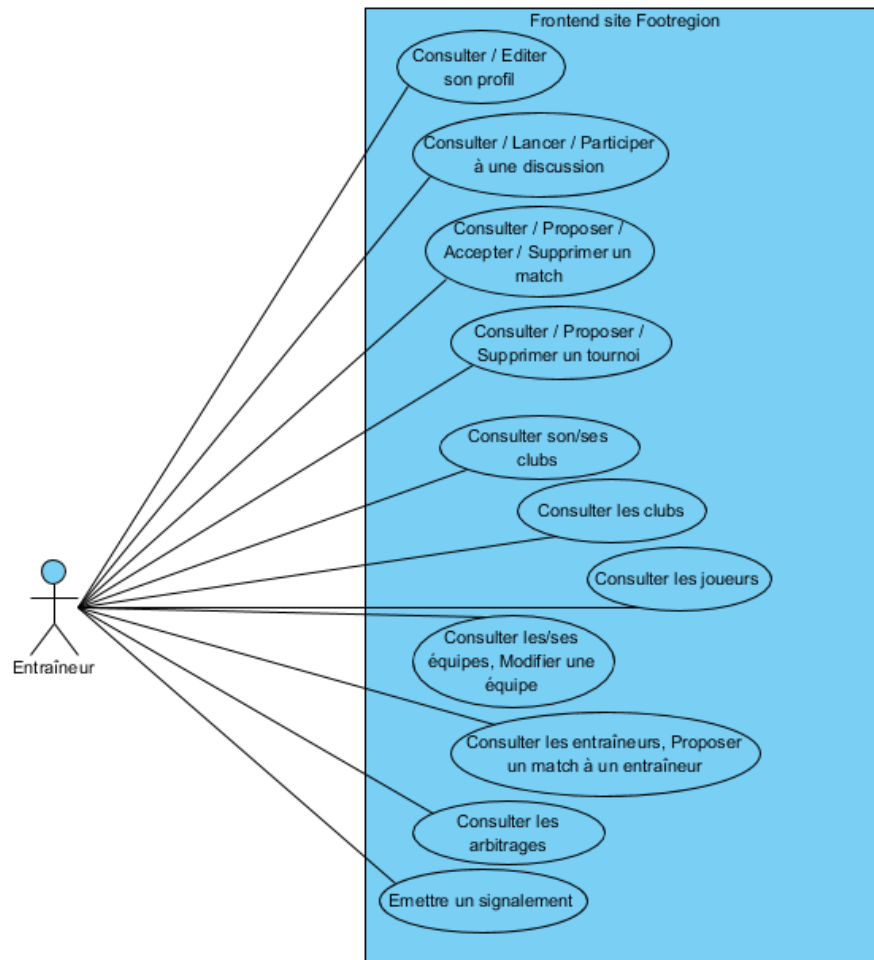 Frontend site Footregion
Consulter / Editer
son profil
Consulter / Lancer / Participer
à une discussion
Consulter / Proposer /
Accepter / Supprimer un
match
Consulter / Proposer /
Supprimer un tournoi
Consulter son/ses
clubs
Consulter les clubs
Consulter les joueurs
Entraîneur
Consulter les/ses
équipes, Modifier une
équipe
Consulter les entraîneurs, Proposer
un match à un entraîneur
Consulter les
arbitrages
Emettre un signalement